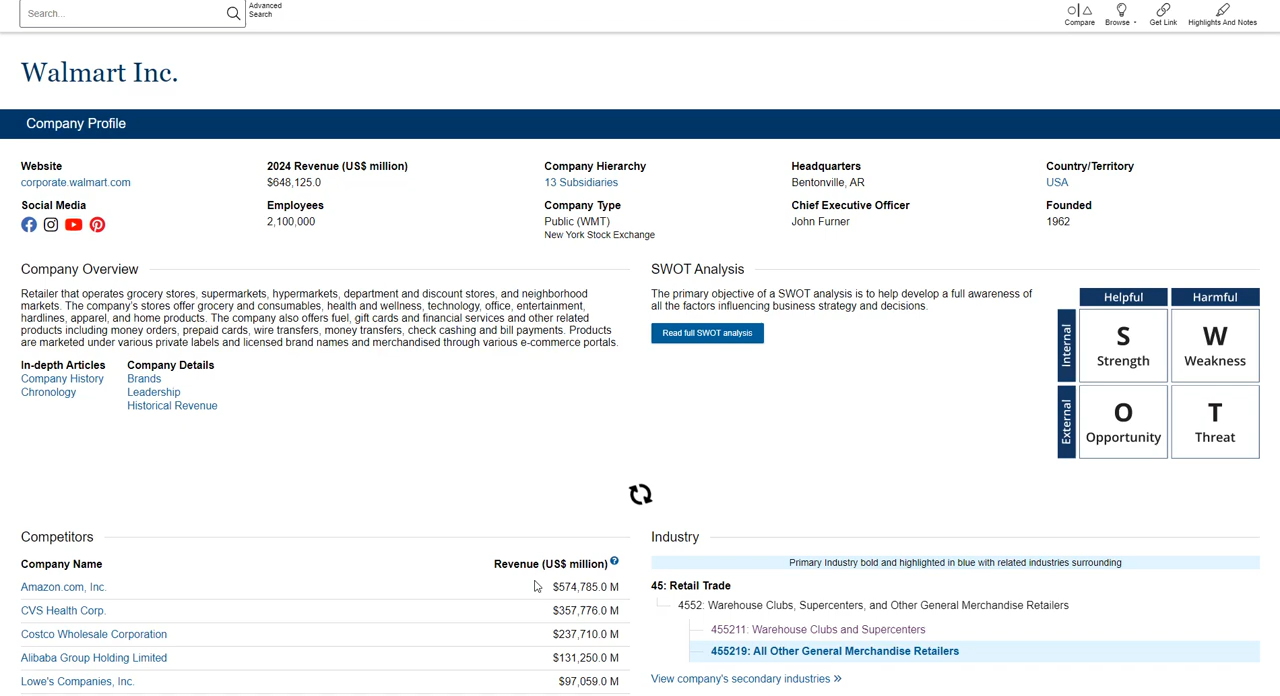 Search...
Advanced
Search
Compare
Browse
Get Link
Highlights And Notes
Walmart Inc.
Company Profile
Website
corporate.walmart.com
2024 Revenue (US$ million)
$648,125.0
Company Hierarchy
13 Subsidiaries
Headquarters
Bentonville, AR
Country/Territory
USA
Social Media
Employees
2,100,000
Company Type
Public (WMT)
New York Stock Exchange
Chief Executive Officer
John Furner
Founded
1962
Company Overview
Retailer that operates grocery stores, supermarkets, hypermarkets, department and discount stores, and neighborhood
markets. The company's stores offer grocery and consumables, health and wellness, technology, office, entertainment,
hardlines, apparel, and home products. The company also offers fuel, gift cards and financial services and other related
products including money orders, prepaid cards, wire transfers, money transfers, check cashing and bill payments. Products
are marketed under various private labels and licensed brand names and merchandised through various e-commerce portals.
In-depth Articles
Company History
Chronology
Company Details
Brands
Leadership
Historical Revenue
SWOT Analysis
The primary objective of a SWOT analysis is to help develop a full awareness of
all the factors influencing business strategy and decisions.
Read full SWOT analysis
Helpful
Harmful
Internal
S
Strength
W
Weakness
External
O
Opportunity
T
Threat
Competitors
Company Name
Revenue (US$ million) ?
Amazon.com, Inc.
$574,785.0 M
CVS Health Corp.
$357,776.0 M
Costco Wholesale Corporation
$237,710.0 M
Alibaba Group Holding Limited
$131,250.0 M
Lowe's Companies, Inc.
$97,059.0 M
Industry
Primary Industry bold and highlighted in blue with related industries surrounding
45: Retail Trade
4552: Warehouse Clubs, Supercenters, and Other General Merchandise Retailers
455211: Warehouse Clubs and Supercenters
455219: All Other General Merchandise Retailers
View company's secondary industries »